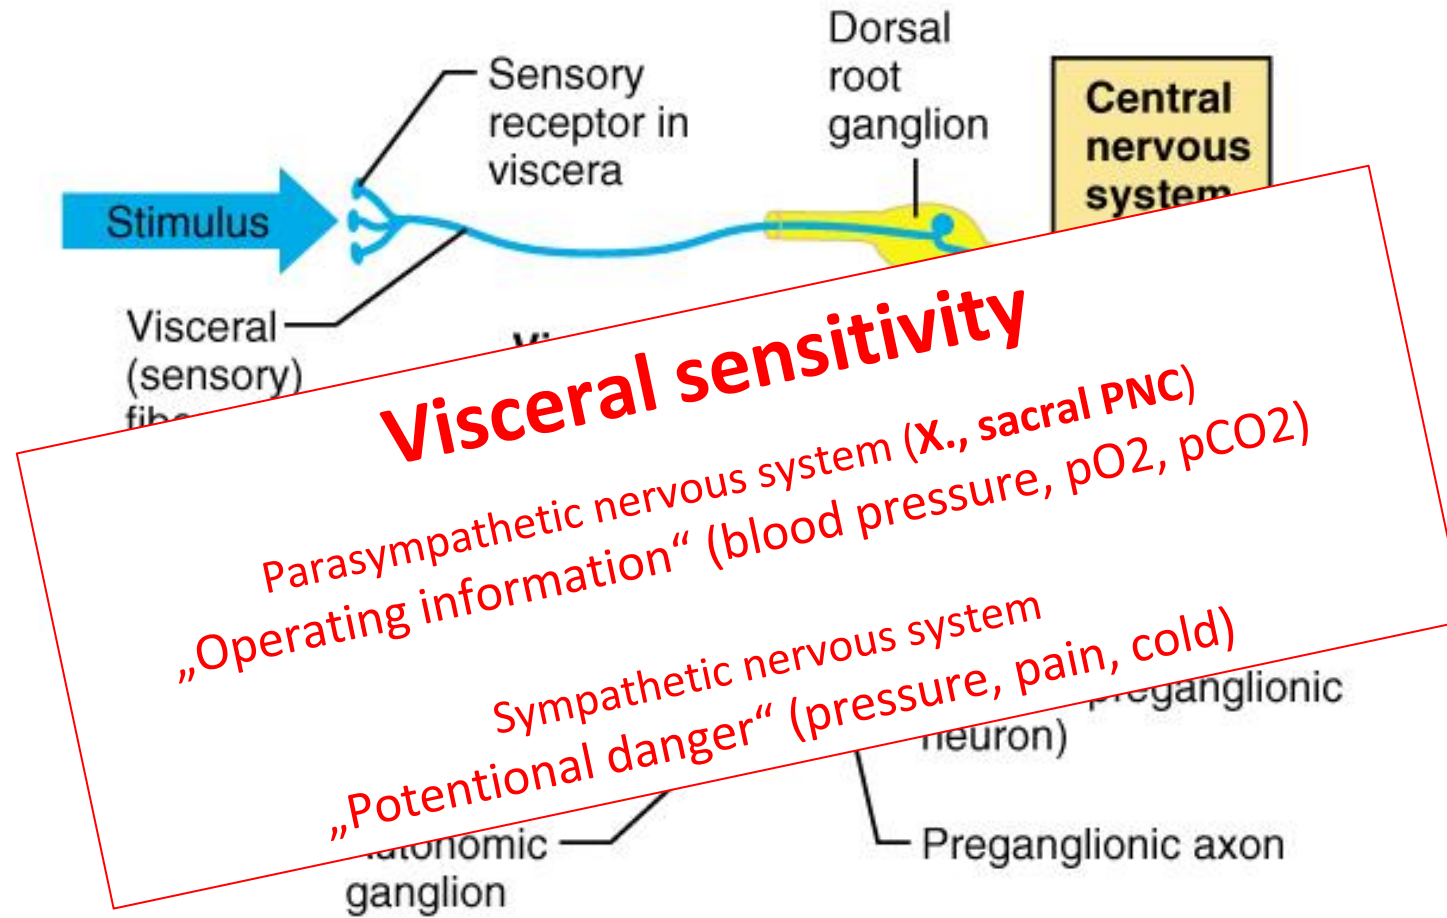 Sensory
receptor in
viscera
Dorsal
root
ganglion
Central
nervous
system
Stimulus
Visceral
(sensory)
Visceral sensitivity
Parasympathetic nervous system (X., sacral PNC)
„Operating information“ (blood pressure, pO2, pCO2)
Sympathetic nervous system
„Potentional danger“ (pressure, pain, cold)
preganglionic
neuron)
Autonomic
ganglion
Preganglionic axon